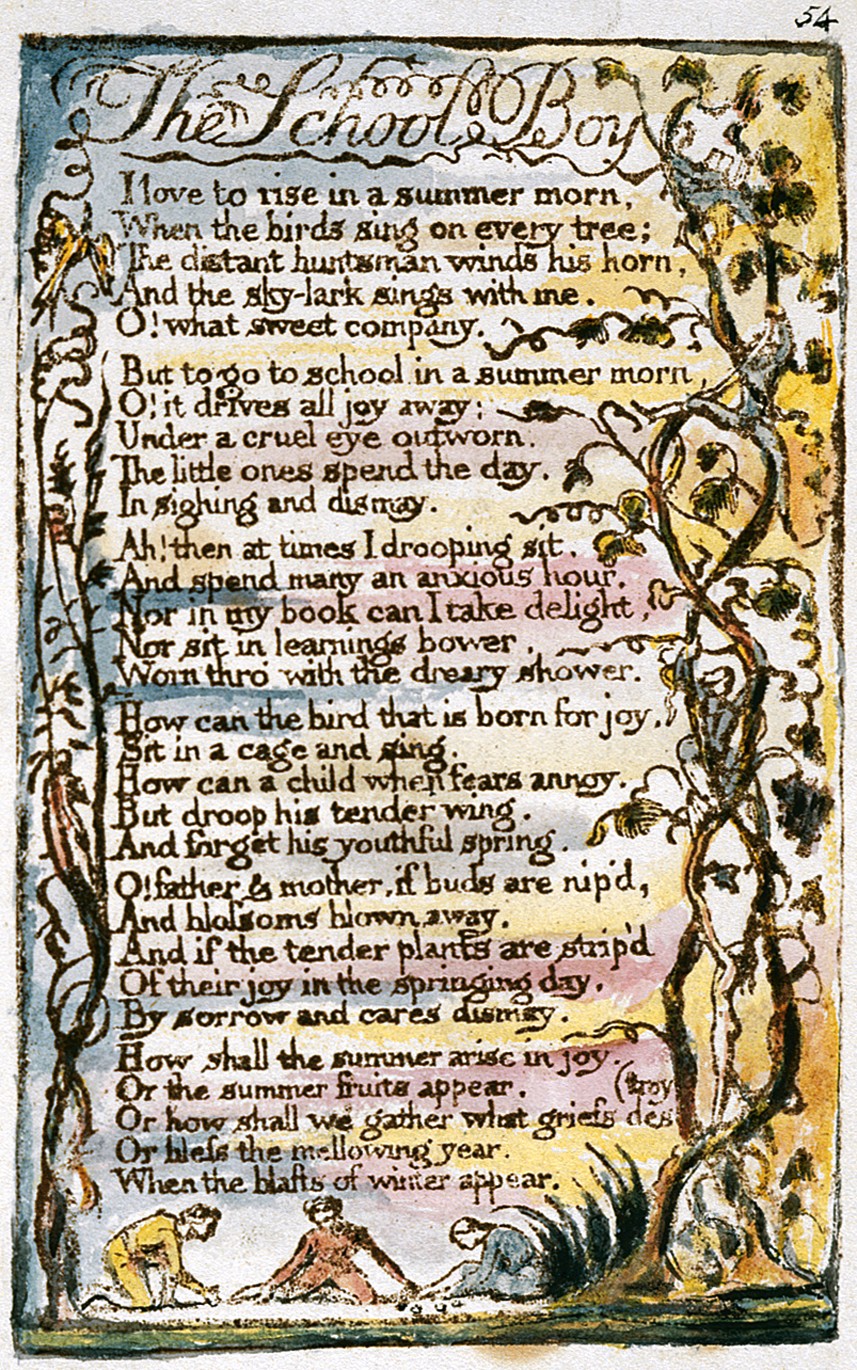 54
The School Boy
I love to rise in a summer morn,
When the birds sing on every tree;
The distant huntsman winds his horn,
And the sky-lark sings with me.
O! what sweet company.
But to go to school in a summer morn,
O! it drives all joy away;
Under a cruel eye outworn.
The little ones spend the day.
In sighing and dismay.
Ah! then at times I drooping sit,
And spend many an anxious hour.
Nor in my book can I take delight,
Nor sit in learnings bower,
Worn thro' with the dreary shower.
How can the bird that is born for joy,
Sit in a cage and sing.
How can a child when fears annoy.
But droop his tender wing.
And forget his youthful spring.
O! father & mother, if buds are nip'd,
And blossoms blown away.
And if the tender plants are strip'd
Of their joy in the springing day.
By sorrow and cares dismay.
How shall the summer arise in joy.
Or the summer fruits appear. (troy
Or how shall we gather what griefs des
Or bless the mellowing year.
When the blasts of winter appear.